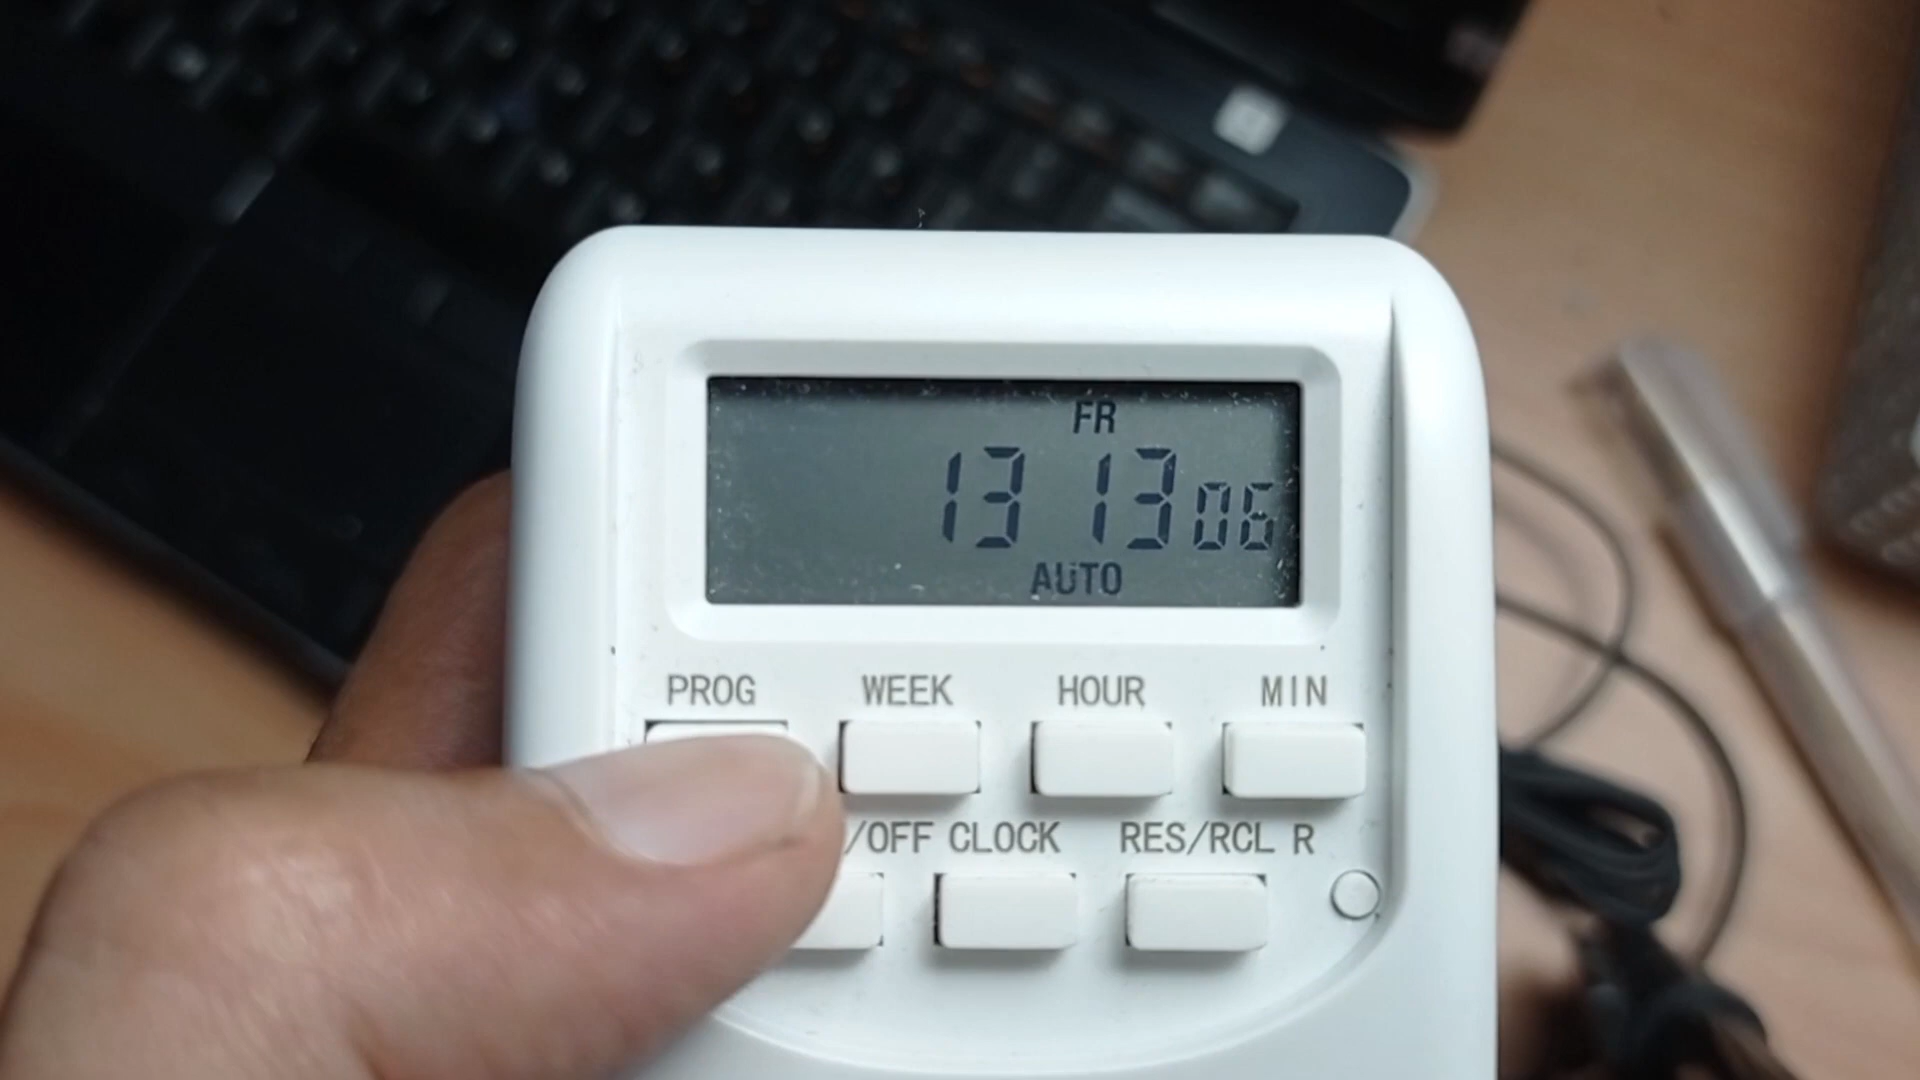 FR
13 13 06
AUTO
PROG WEEK HOUR MIN
/OFF CLOCK RES/RCL R